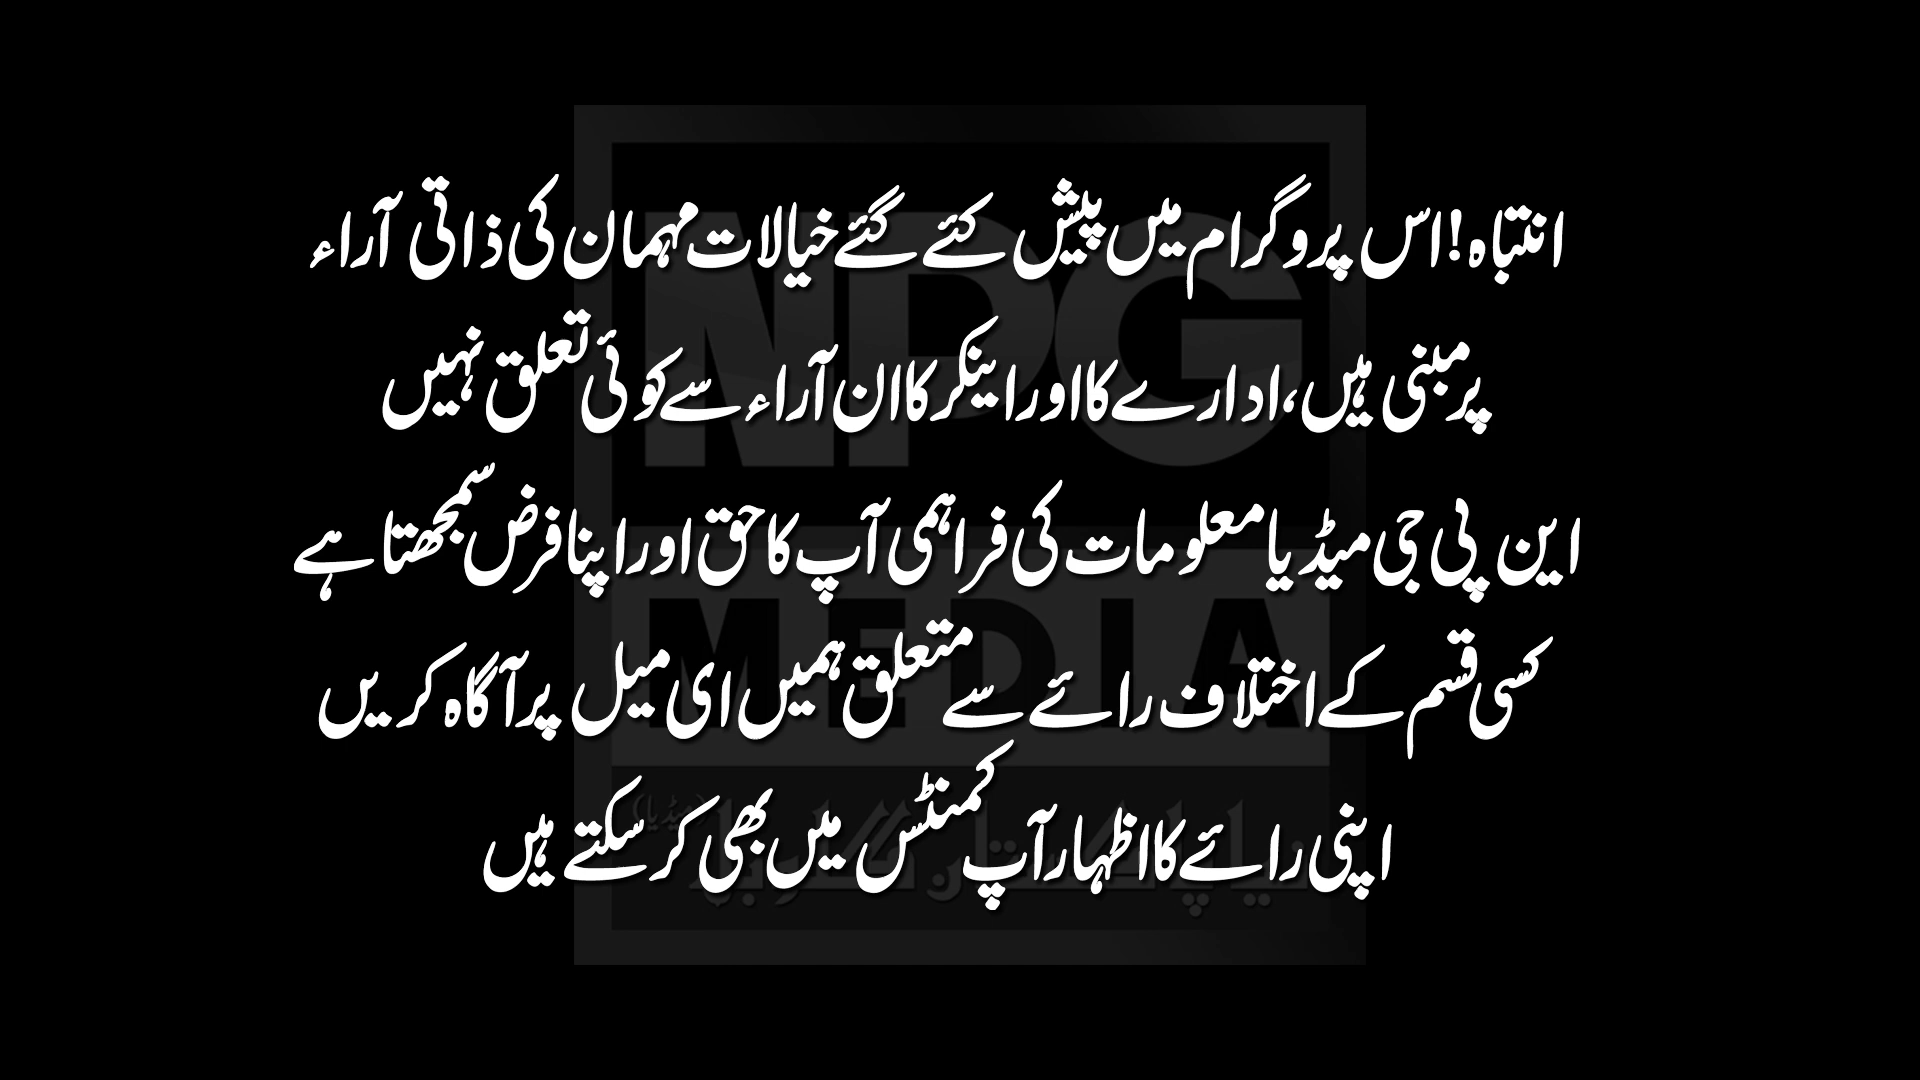 انتباہ!اس پروگرام میں پیش کئے گئے خیالات مہمان کی ذاتی آراء
پر مبنی ہیں، ادارے کا اور اینکر کا ان آراء سے کوئی تعلق نہیں
این پی جی میڈیا معلومات کی فراہمی آپ کا حق اور اپنا فرض سمجھتا ہے
کسی قسم کے اختلاف رائے سے متعلق ہمیں ای میل پر آگاہ کریں
اپنی رائے کا اظہار آپ کمنٹس میں بھی کر سکتے ہیں
NPG
MEDIA